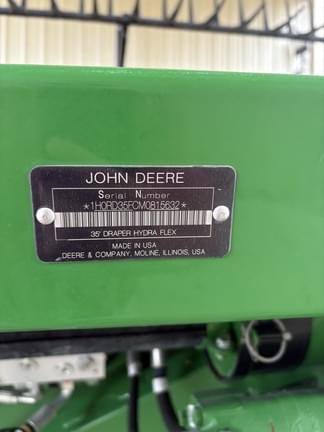 JOHN DEERE
Serial Number
*1H0RD35FCM0815632*
35' DRAPER HYDRA FLEX
MADE IN USA
DEERE & COMPANY, MOLINE, ILLINOIS, USA